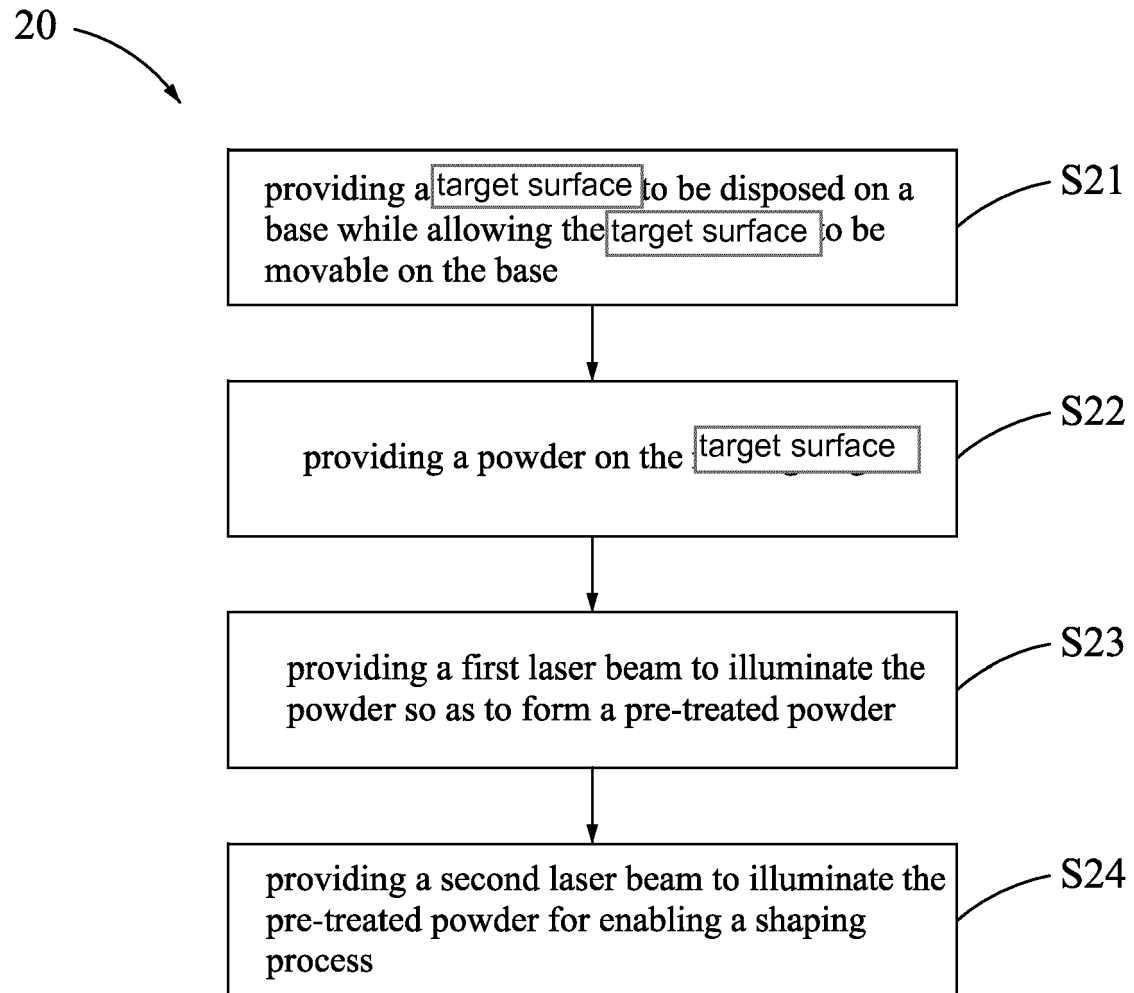 20
providing a target surface to be disposed on a
base while allowing the target surface to be
movable on the base
S21
providing a powder on the target surface
S22
providing a first laser beam to illuminate the
powder so as to form a pre-treated powder
S23
providing a second laser beam to illuminate the
pre-treated powder for enabling a shaping
process
S24